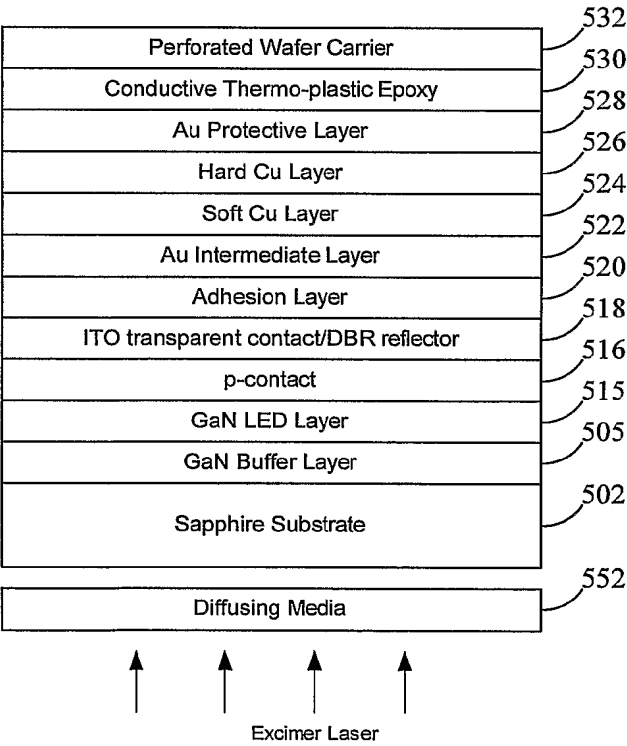 532
Perforated Wafer Carrier
530
Conductive Thermo-plastic Epoxy
528
Au Protective Layer
526
Hard Cu Layer
524
Soft Cu Layer
522
Au Intermediate Layer
520
Adhesion Layer
518
ITO transparent contact/DBR reflector
516
p-contact
515
GaN LED Layer
505
GaN Buffer Layer
502
Sapphire Substrate
552
Diffusing Media
Excimer Laser